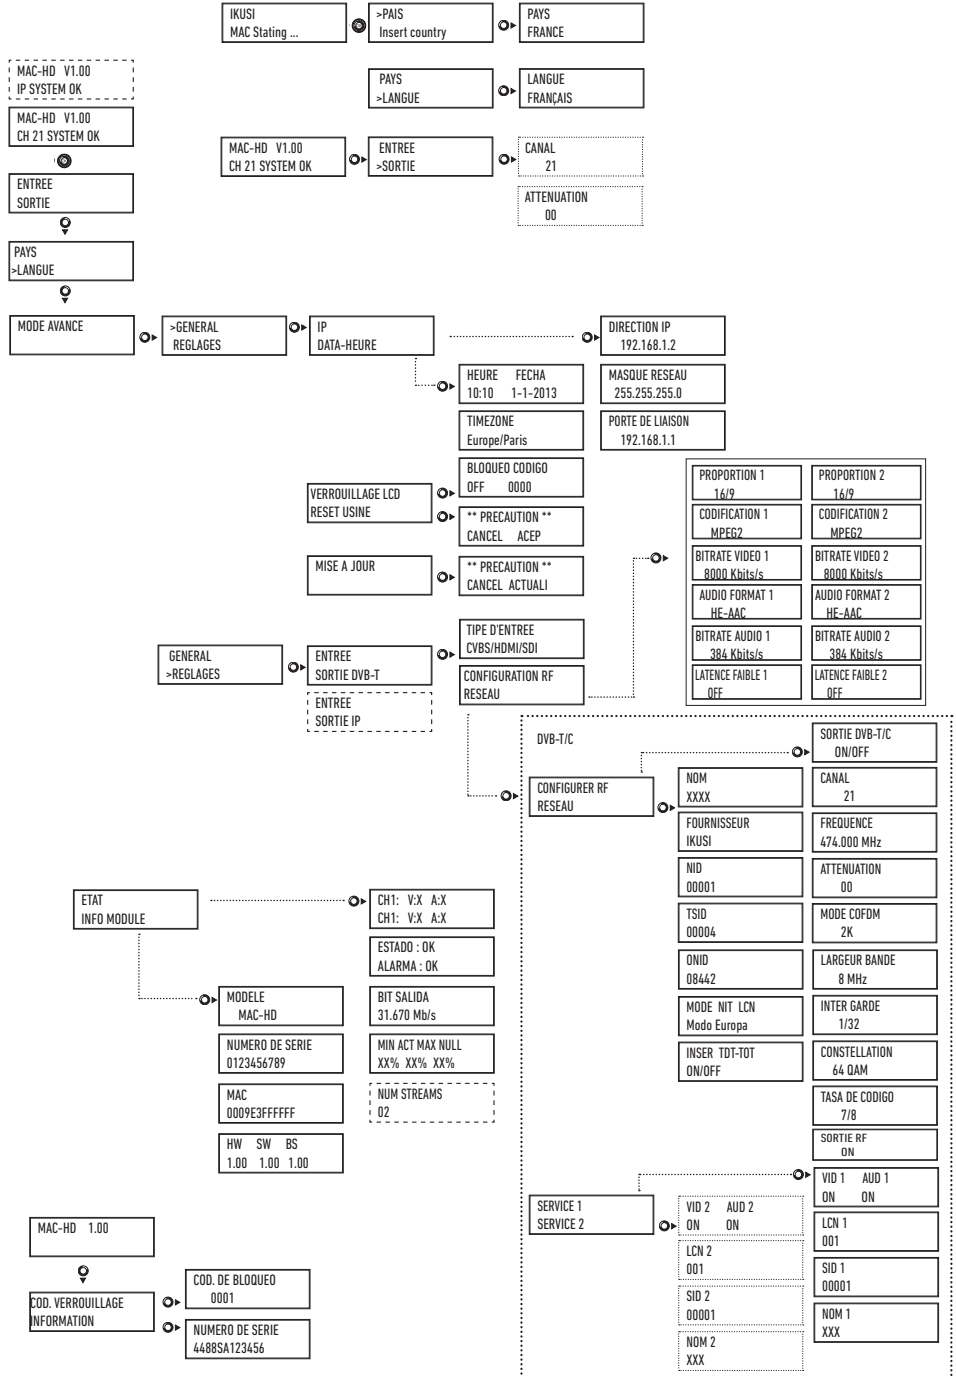 IKUSI
MAC Stating ...
>PAIS
Insert country
PAYS
FRANCE
PAYS
>LANGUE
LANGUE
FRANÇAIS
MAC-HD V1.00
IP SYSTEM OK
MAC-HD V1.00
CH 21 SYSTEM OK
ENTREE
SORTIE
PAYS
>LANGUE
MAC-HD V1.00
CH 21 SYSTEM OK
ENTREE
>SORTIE
CANAL
21
ATTENUATION
00
MODE AVANCE
>GENERAL
REGLAGES
IP
DATA-HEURE
DIRECTION IP
192.168.1.2
HEURE FECHA
10:10 1-1-2013
MASQUE RESEAU
255.255.255.0
TIMEZONE
Europe/Paris
PORTE DE LIAISON
192.168.1.1
VERROUILLAGE LCD
RESET USINE
BLOQUEO CODIGO
OFF 0000
** PRECAUTION **
CANCEL ACEP
MISE A JOUR
** PRECAUTION **
CANCEL ACTUALI
PROPORTION 1
16/9
PROPORTION 2
16/9
CODIFICATION 1
MPEG2
CODIFICATION 2
MPEG2
BITRATE VIDEO 1
8000 Kbits/s
BITRATE VIDEO 2
8000 Kbits/s
AUDIO FORMAT 1
HE-AAC
AUDIO FORMAT 2
HE-AAC
BITRATE AUDIO 1
384 Kbits/s
BITRATE AUDIO 2
384 Kbits/s
LATENCE FAIBLE 1
OFF
LATENCE FAIBLE 2
OFF
GENERAL
>REGLAGES
ENTREE
SORTIE DVB-T
ENTREE
SORTIE IP
TIPE D'ENTREE
CVBS/HDMI/SDI
CONFIGURATION RF
RESEAU
DVB-T/C
CONFIGURER RF
RESEAU
NOM
XXXX
FOURNISSEUR
IKUSI
NID
00001
TSID
00004
ONID
08442
MODE NIT LCN
Modo Europa
INSER TDT-TOT
ON/OFF
SORTIE DVB-T/C
ON/OFF
CANAL
21
FREQUENCE
474.000 MHz
ATTENUATION
00
MODE COFDM
2K
LARGEUR BANDE
8 MHz
INTER GARDE
1/32
CONSTELLATION
64 QAM
TASA DE CODIGO
7/8
SORTIE RF
ON
ETAT
INFO MODULE
CH1: V:X A:X
CH1: V:X A:X
ESTADO : OK
ALARMA : OK
BIT SALIDA
31.670 Mb/s
MIN ACT MAX NULL
XX% XX% XX%
NUM STREAMS
02
MODELE
MAC-HD
NUMERO DE SERIE
0123456789
MAC
0009E3FFFFFF
HW SW BS
1.00 1.00 1.00
SERVICE 1
SERVICE 2
VID 2 AUD 2
ON ON
LCN 2
001
SID 2
00001
NOM 2
XXX
VID 1 AUD 1
ON ON
LCN 1
001
SID 1
00001
NOM 1
XXX
MAC-HD 1.00
COD. VERROUILLAGE
INFORMATION
COD. DE BLOQUEO
0001
NUMERO DE SERIE
4488SA123456